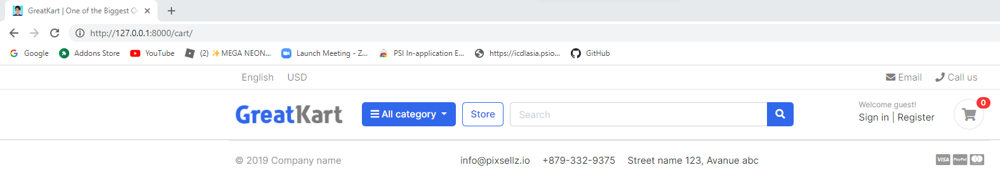 GreatKart | One of the Biggest On
http://127.0.0.1:8000/cart/
Google Addons Store YouTube (2) ✨MEGA NEON... Launch Meeting - Z... PSI In-application E... https://icdlasia.psio... GitHub
English USD Email Call us
GreatKart All category Store Search Welcome guest! 0
Sign in | Register
© 2019 Company name info@pixsellz.io +879-332-9375 Street name 123, Avanue abc VISA PayPal